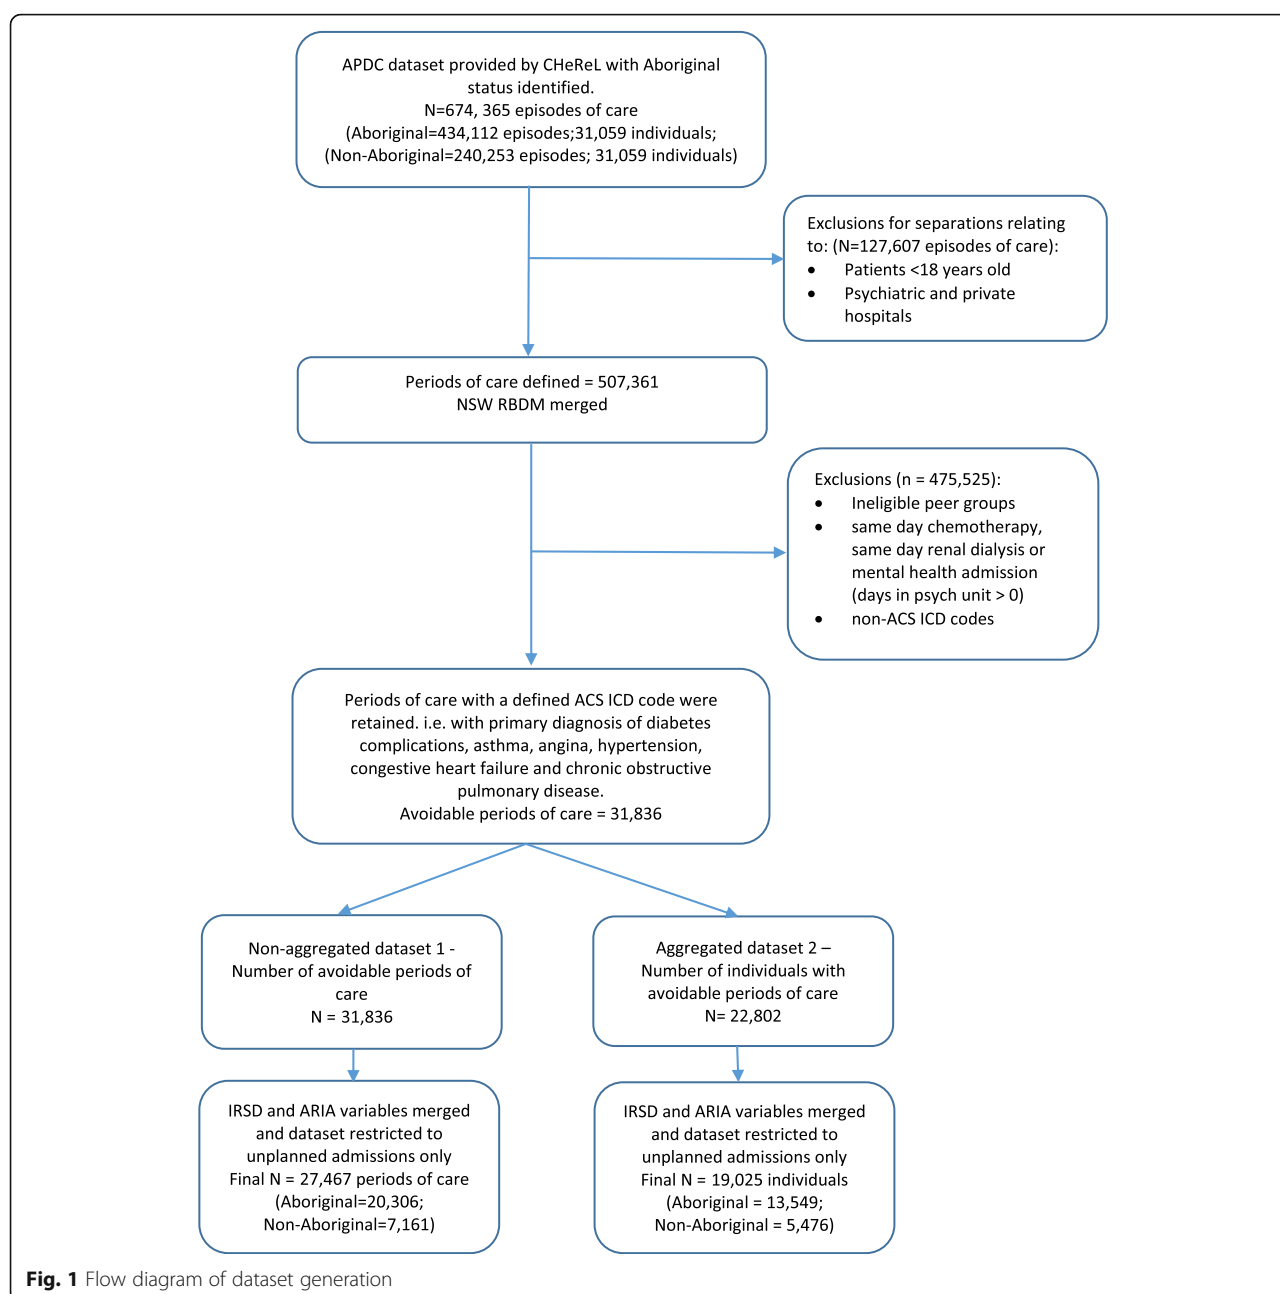 APDC dataset provided by CHeReL with Aboriginal
status identified.
N=674, 365 episodes of care
(Aboriginal=434,112 episodes;31,059 individuals;
(Non-Aboriginal=240,253 episodes; 31,059 individuals)
Exclusions for separations relating
to: (N=127,607 episodes of care):
• Patients <18 years old
• Psychiatric and private
hospitals
Periods of care defined = 507,361
NSW RBDM merged
Exclusions (n = 475,525):
• Ineligible peer groups
• same day chemotherapy,
same day renal dialysis or
mental health admission
(days in psych unit > 0)
• non-ACS ICD codes
Periods of care with a defined ACS ICD code were
retained. i.e. with primary diagnosis of diabetes
complications, asthma, angina, hypertension,
congestive heart failure and chronic obstructive
pulmonary disease.
Avoidable periods of care = 31,836
Non-aggregated dataset 1 -
Number of avoidable periods of
care
N = 31,836
Aggregated dataset 2 –
Number of individuals with
avoidable periods of care
N= 22,802
IRSD and ARIA variables merged
and dataset restricted to
unplanned admissions only
Final N = 27,467 periods of care
(Aboriginal=20,306;
Non-Aboriginal=7,161)
IRSD and ARIA variables merged
and dataset restricted to
unplanned admissions only
Final N = 19,025 individuals
(Aboriginal = 13,549;
Non-Aboriginal = 5,476)
Fig. 1 Flow diagram of dataset generation